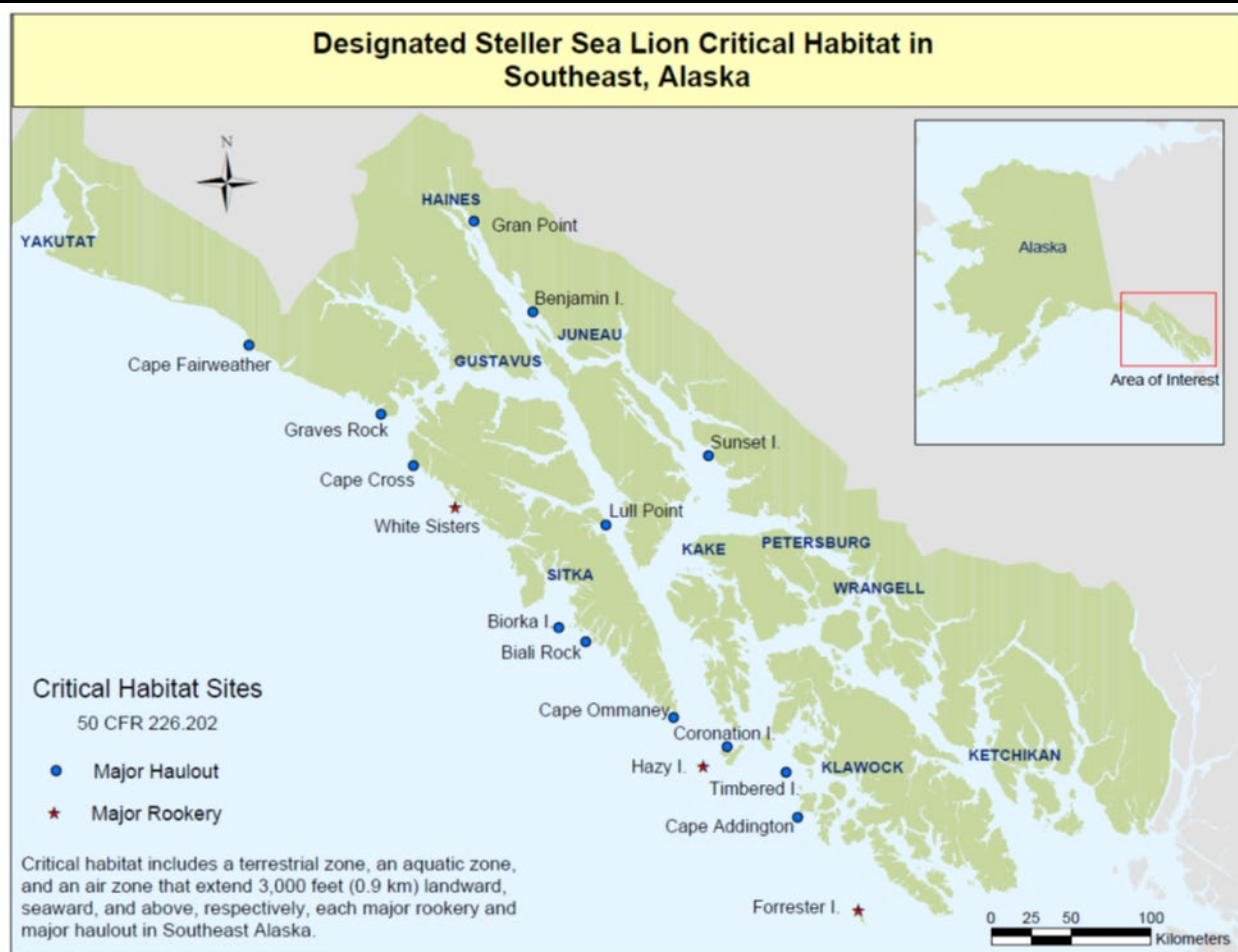 Designated Steller Sea Lion Critical Habitat in
Southeast, Alaska
N
HAINES
Gran Point
YAKUTAT
Alaska
Benjamin I.
JUNEAU
GUSTAVUS
Cape Fairweather
Area of Interest
Graves Rock
Sunset I.
Cape Cross
Lull Point
White Sisters
KAKE
PETERSBURG
SITKA
WRANGELL
Biorka I.
Biali Rock
Critical Habitat Sites
50 CFR 226.202
Cape Ommaney
Coronation I.
Hazy I.
KLAWOCK
KETCHIKAN
Major Haulout
Timbered I.
Major Rookery
Cape Addington
Critical habitat includes a terrestrial zone, an aquatic zone,
and an air zone that extend 3,000 feet (0.9 km) landward,
seaward, and above, respectively, each major rookery and
major haulout in Southeast Alaska.
Forrester I.
0 25 50 100
Kilometers